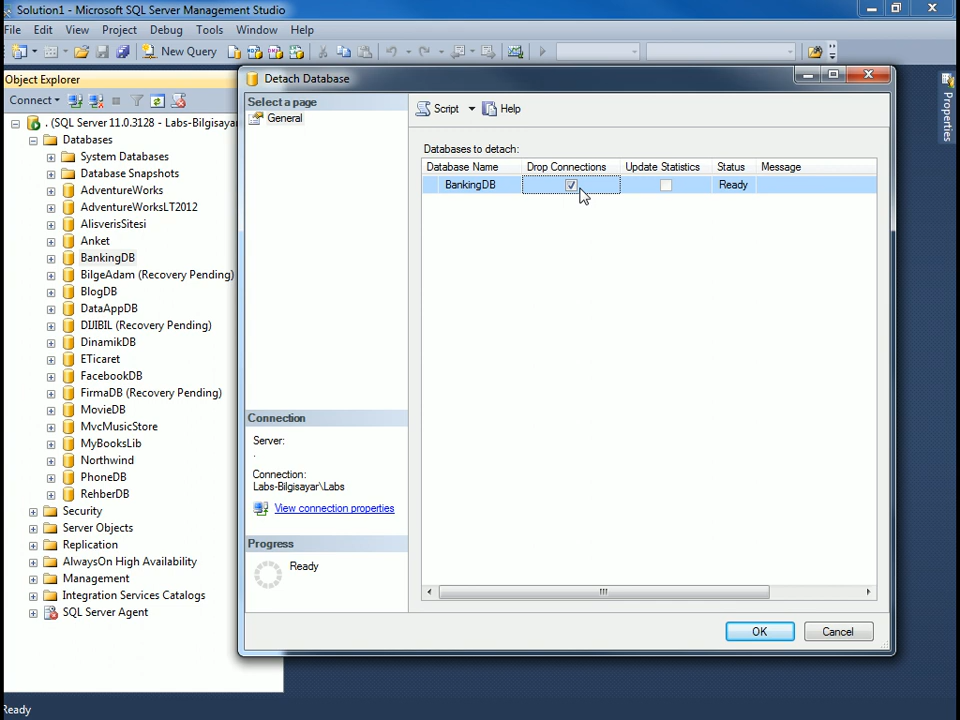 Solution1 - Microsoft SQL Server Management Studio
File Edit View Project Debug Tools Window Help
New Query
Object Explorer
Connect
. (SQL Server 11.0.3128 - Labs-Bilgisayar
Databases
System Databases
Database Snapshots
AdventureWorks
AdventureWorksLT2012
AlisverisSitesi
Anket
BankingDB
BilgeAdam (Recovery Pending)
BlogDB
DataAppDB
DIJIBIL (Recovery Pending)
DinamikDB
ETicaret
FacebookDB
FirmaDB (Recovery Pending)
MovieDB
MvcMusicStore
MyBooksLib
Northwind
PhoneDB
RehberDB
Security
Server Objects
Replication
AlwaysOn High Availability
Management
Integration Services Catalogs
SQL Server Agent
Detach Database
Select a page
General
Connection
Server:
.
Connection:
Labs-Bilgisayar\Labs
View connection properties
Progress
Ready
Script Help
Databases to detach:
Database Name Drop Connections Update Statistics Status Message
BankingDB Ready
OK Cancel
Properties
Ready